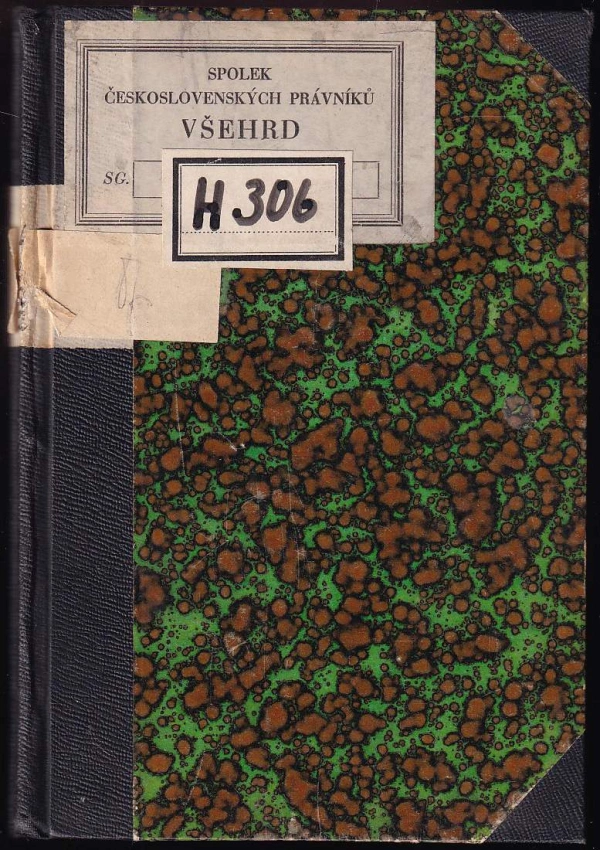 SPOLEK
ČESKOSLOVENSKÝCH PRÁVNÍKŮ
VŠEHRD
SG.
H 306